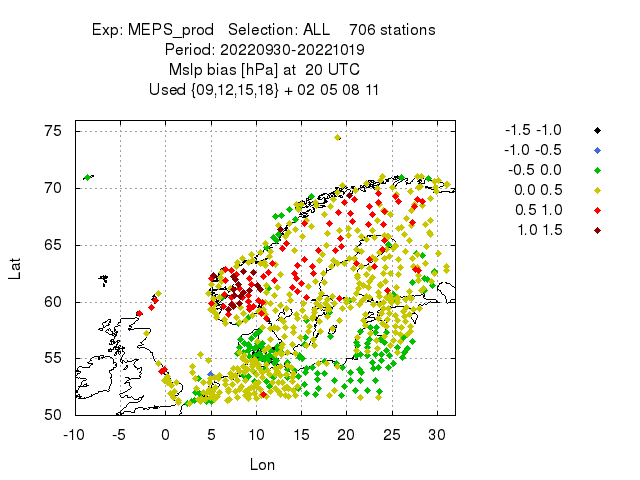 Exp: MEPS_prod   Selection: ALL    706 stations
Period: 20220930-20221019
Mslp bias [hPa] at  20 UTC
Used {09,12,15,18} + 02 05 08 11
75
70
65
60
55
50
Lat
-10 -5 0 5 10 15 20 25 30
Lon
-1.5 -1.0
-1.0 -0.5
-0.5 0.0
0.0 0.5
0.5 1.0
1.0 1.5